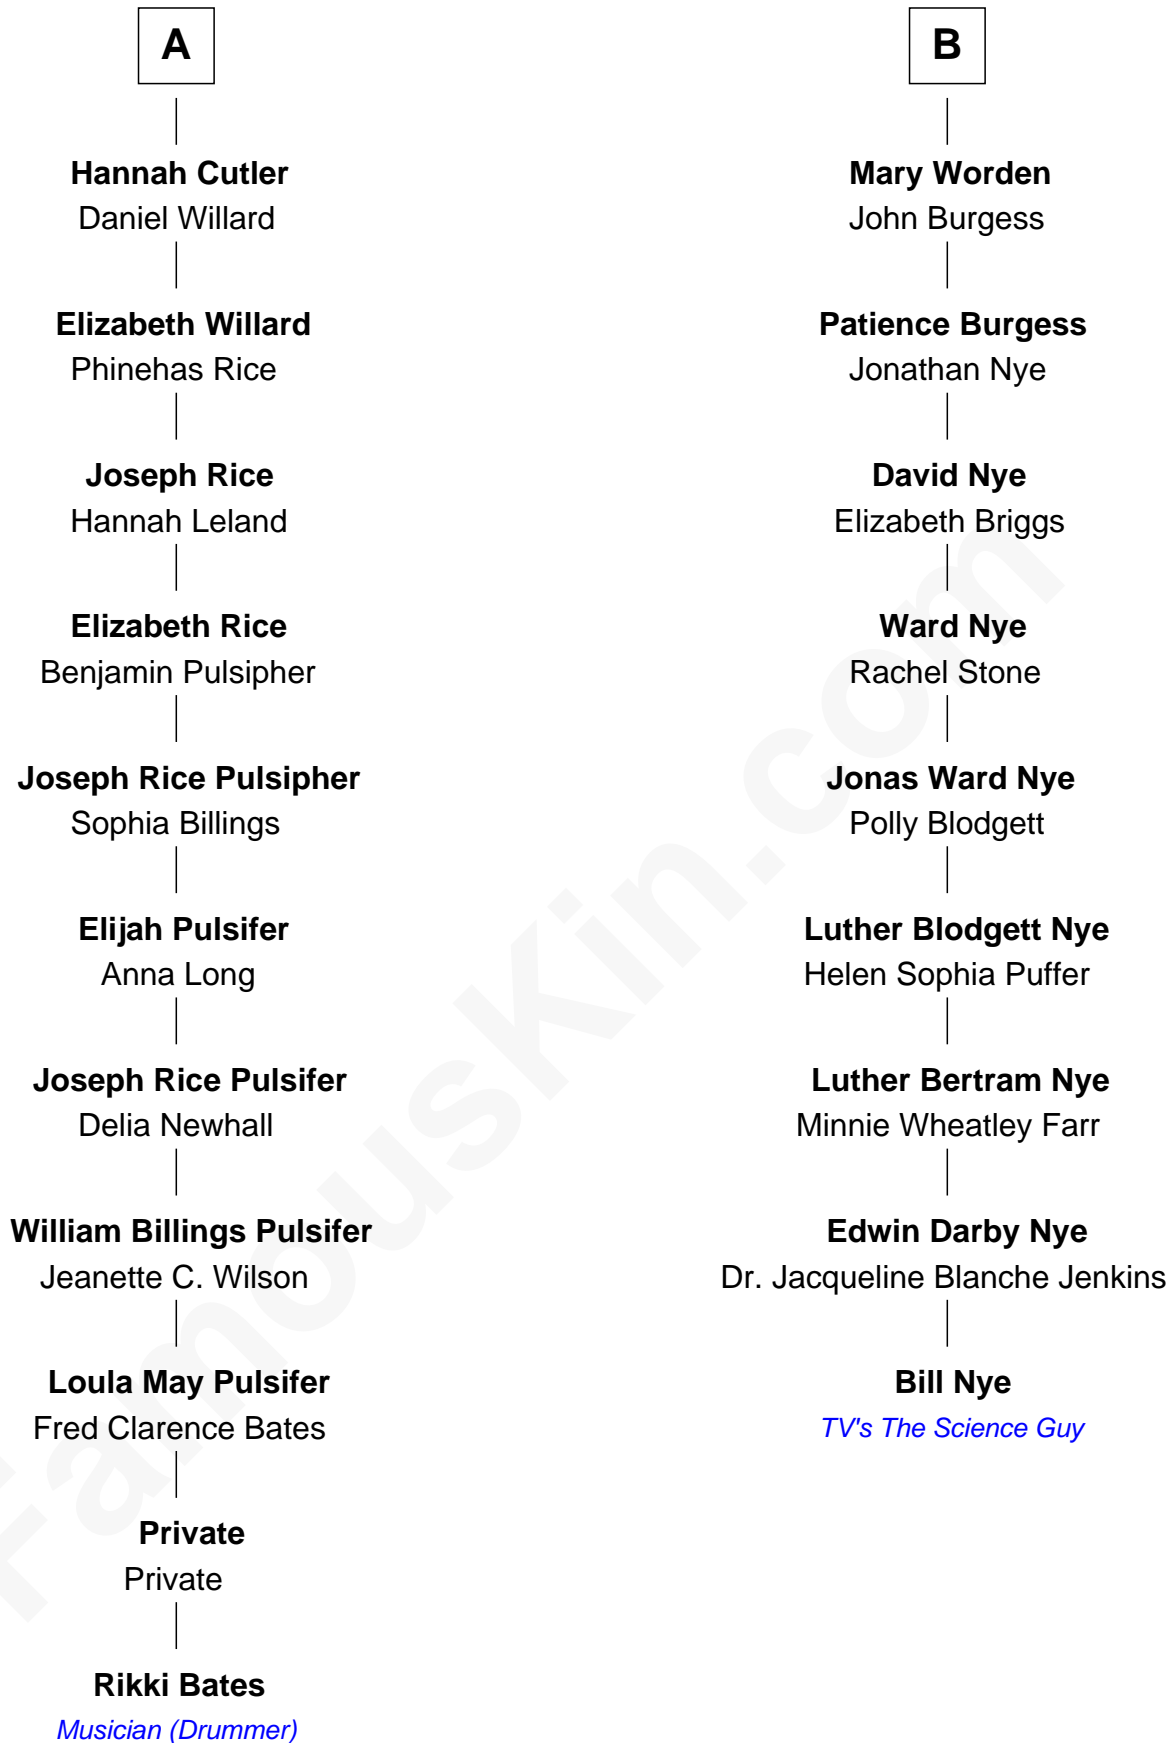 A
Hannah Cutler
Daniel Willard
Elizabeth Willard
Phinehas Rice
Joseph Rice
Hannah Leland
Elizabeth Rice
Benjamin Pulsipher
Joseph Rice Pulsipher
Sophia Billings
Elijah Pulsifer
Anna Long
Joseph Rice Pulsifer
Delia Newhall
William Billings Pulsifer
Jeanette C. Wilson
Loula May Pulsifer
Fred Clarence Bates
Private
Private
Rikki Bates
Musician (Drummer)
B
Mary Worden
John Burgess
Patience Burgess
Jonathan Nye
David Nye
Elizabeth Briggs
Ward Nye
Rachel Stone
Jonas Ward Nye
Polly Blodgett
Luther Blodgett Nye
Helen Sophia Puffer
Luther Bertram Nye
Minnie Wheatley Farr
Edwin Darby Nye
Dr. Jacqueline Blanche Jenkins
Bill Nye
TV's The Science Guy
FamousKin.com